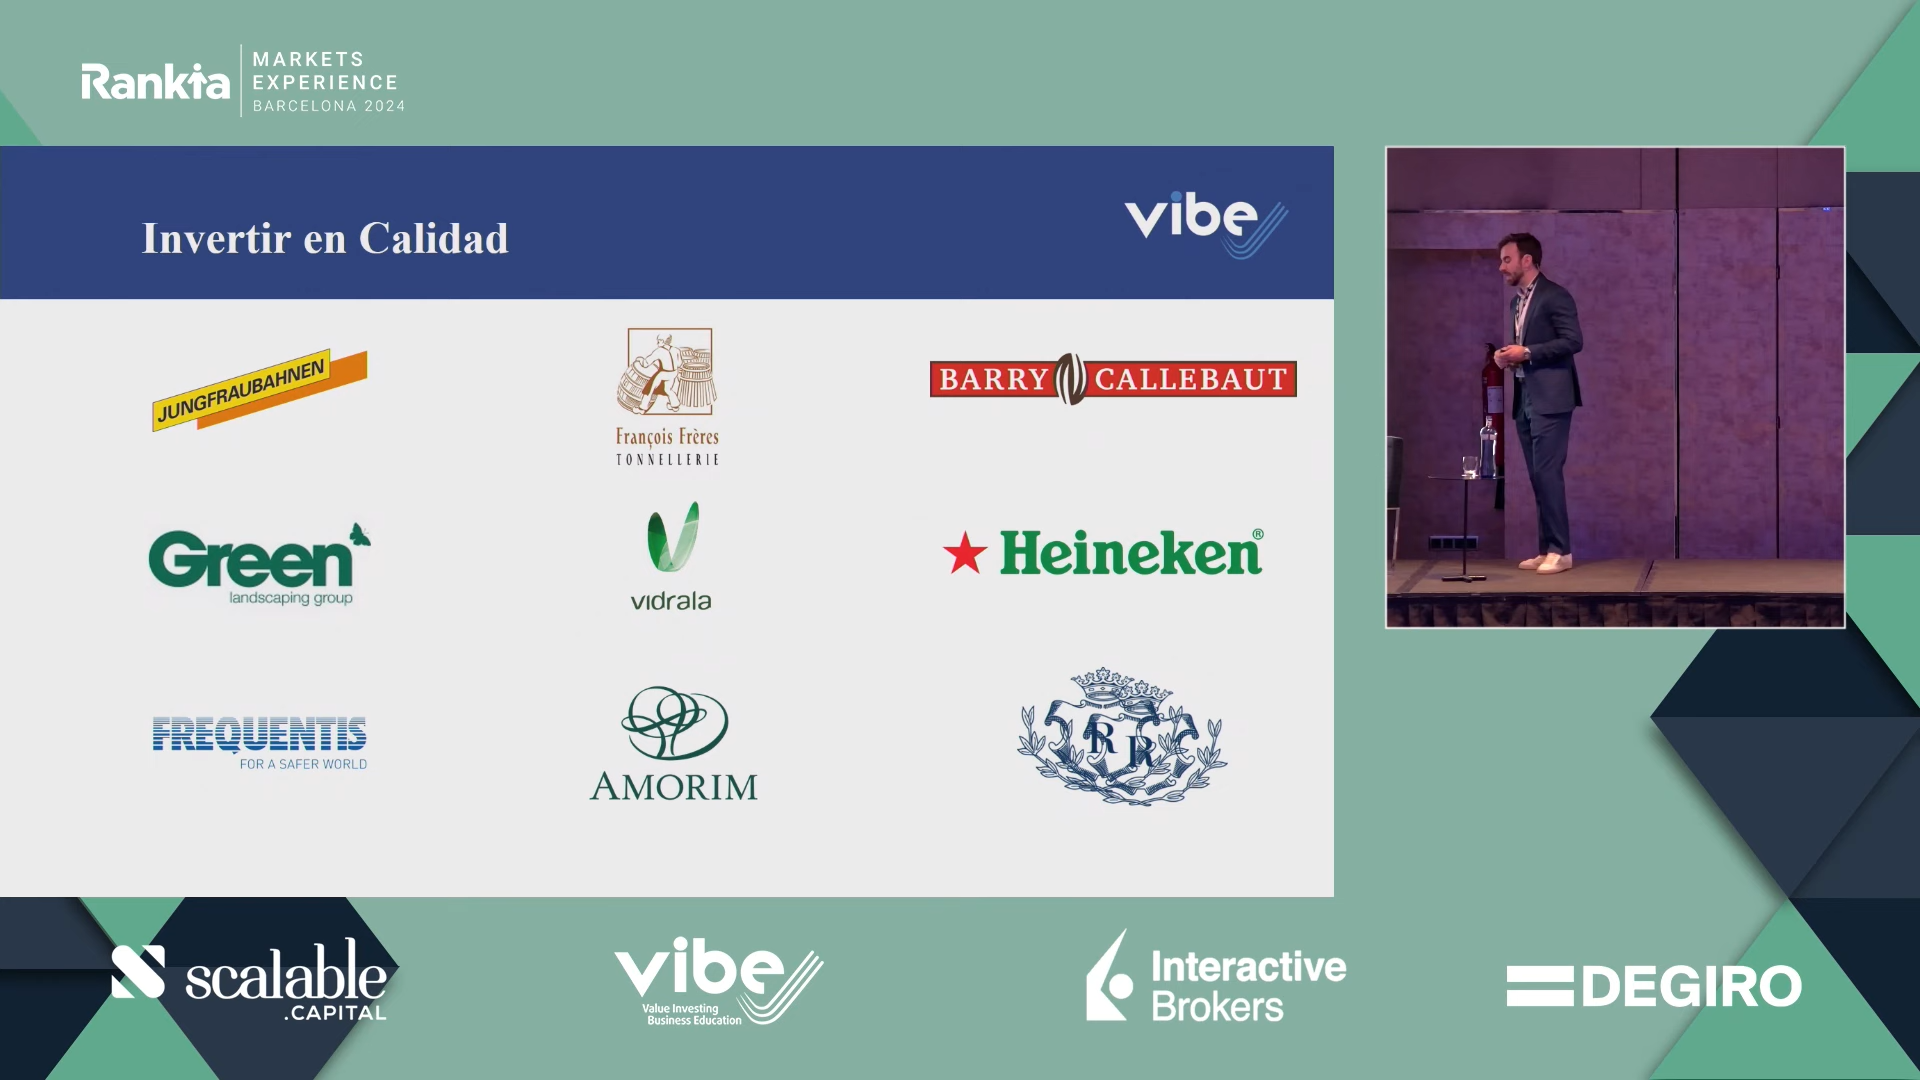 Rankia
MARKETS
EXPERIENCE
BARCELONA 2024
Invertir en Calidad
vibe
JUNGFRAUBAHNEN
François Frères
TONNELLERIE
BARRY CALLEBAUT
Green
landscaping group
vidrala
Heineken®
FREQUENTIS
FOR A SAFER WORLD
AMORIM
R R
scalable
.CAPITAL
vibe
Value Investing
Business Education
Interactive
Brokers
DEGIRO